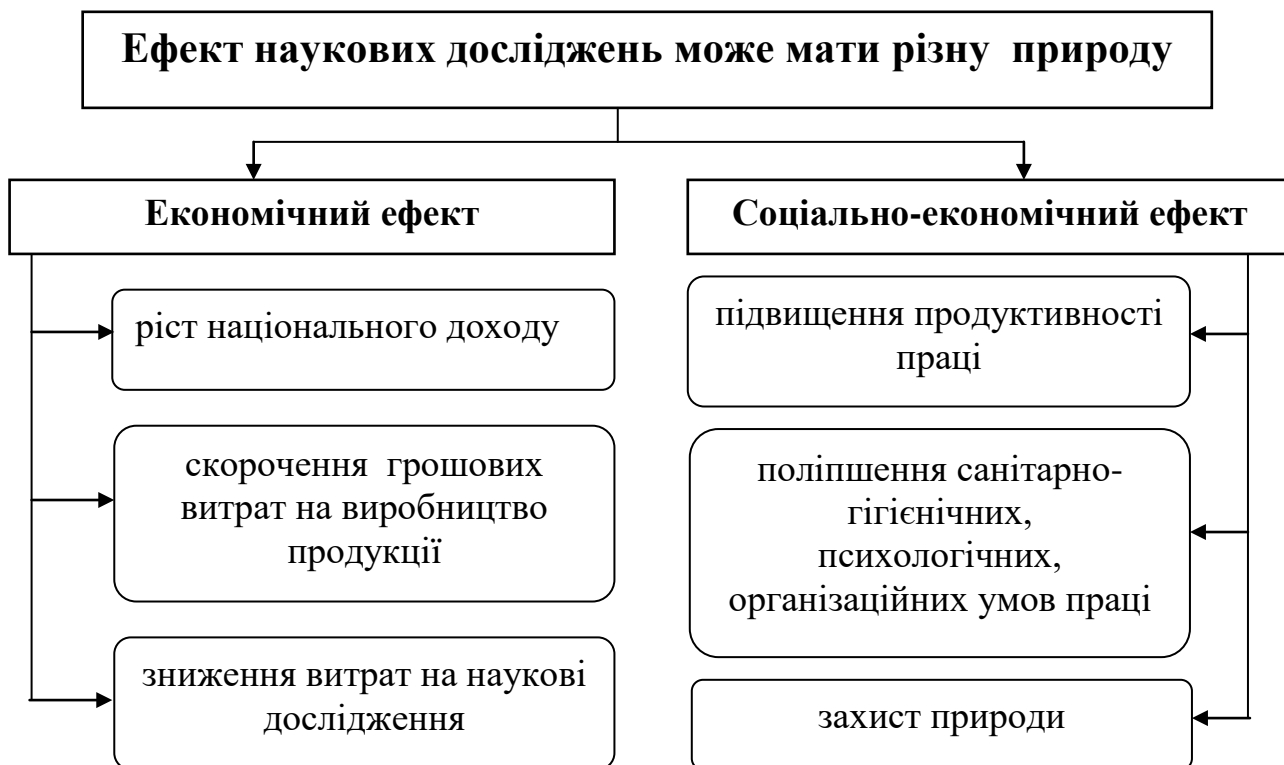 Ефект наукових досліджень може мати різну природу
Економічний ефект
ріст національного доходу
скорочення грошових
витрат на виробництво
продукції
зниження витрат на наукові
дослідження
Соціально-економічний ефект
підвищення продуктивності
праці
поліпшення санітарно-
гігієнічних,
психологічних,
організаційних умов праці
захист природи